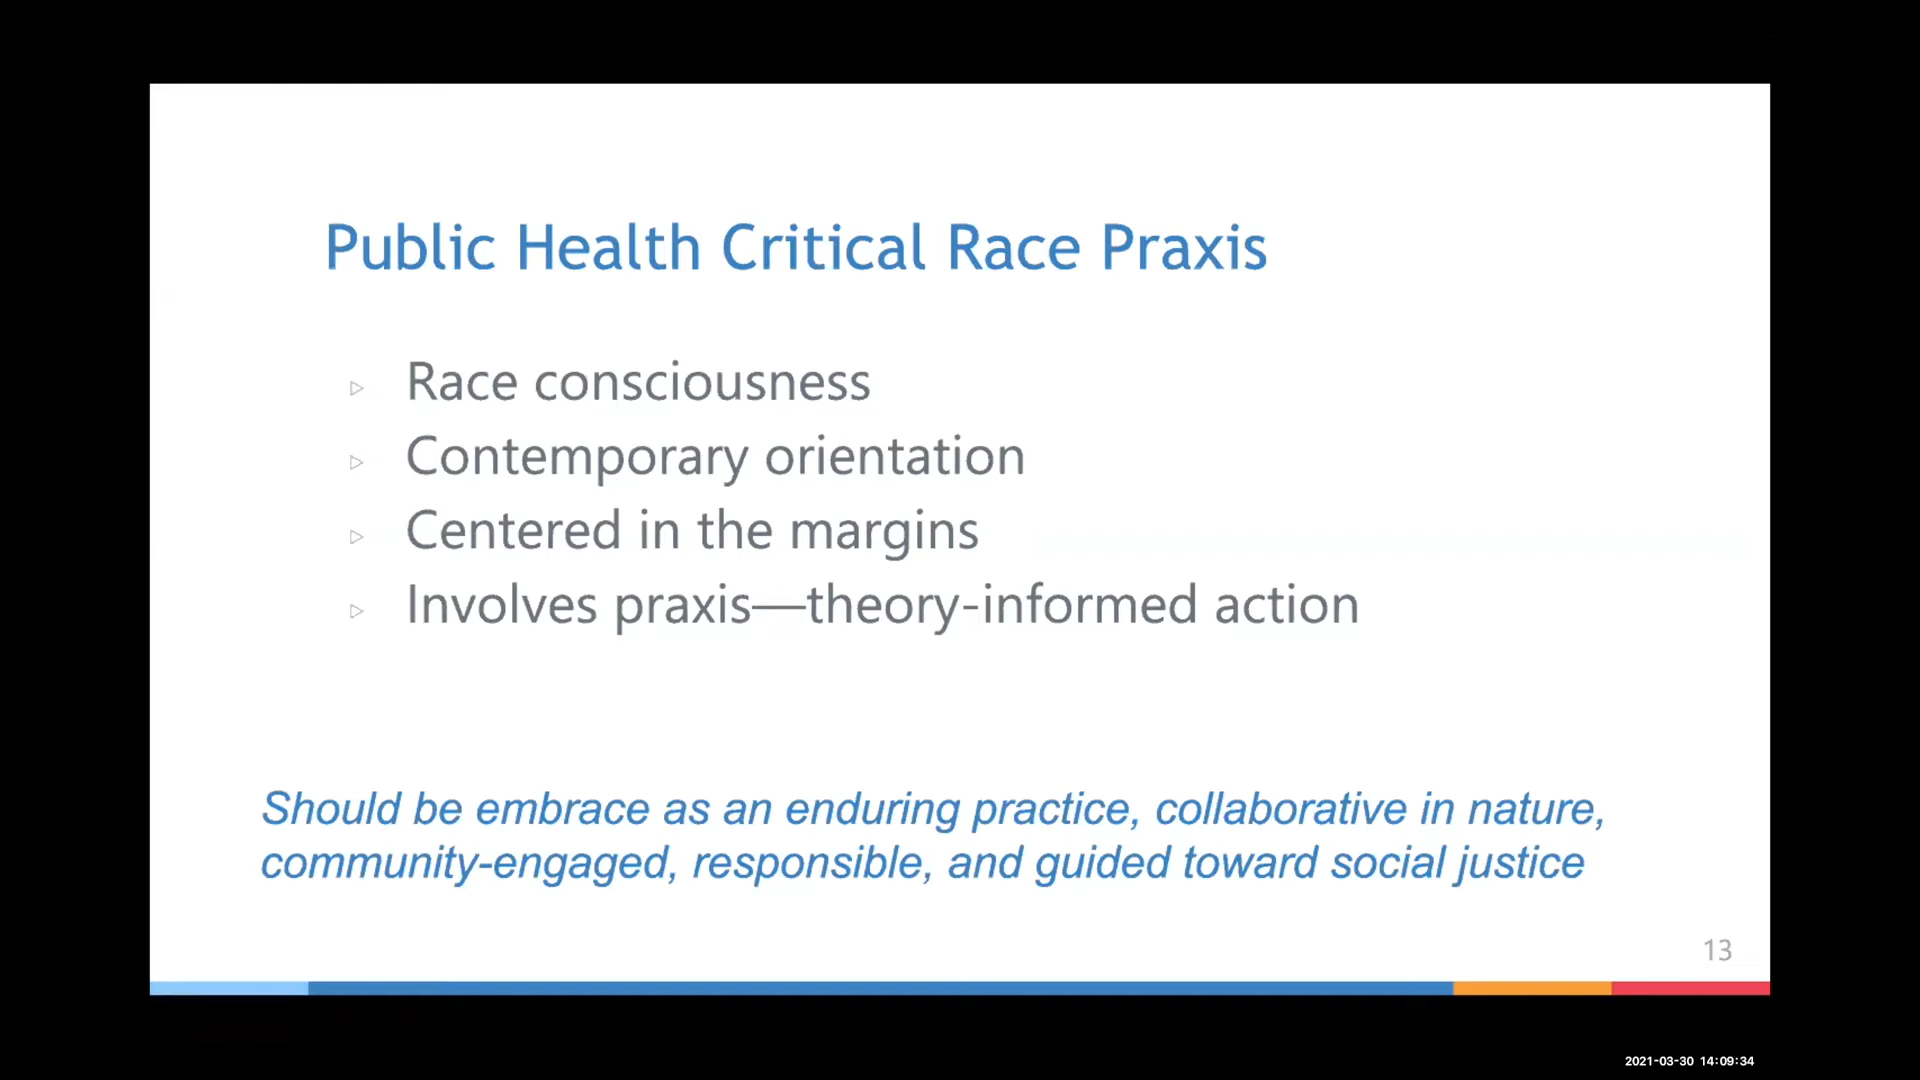 Public Health Critical Race Praxis
▹ Race consciousness
▹ Contemporary orientation
▹ Centered in the margins
▹ Involves praxis—theory-informed action
Should be embrace as an enduring practice, collaborative in nature,
community-engaged, responsible, and guided toward social justice
13
2021-03-30 14:09:34